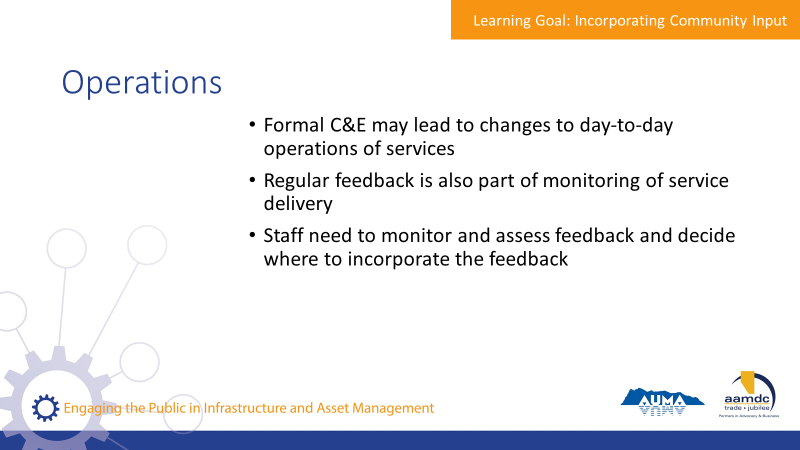 Learning Goal: Incorporating Community Input
Operations
• Formal C&E may lead to changes to day-to-day
operations of services
• Regular feedback is also part of monitoring of service
delivery
• Staff need to monitor and assess feedback and decide
where to incorporate the feedback
Engaging the Public in Infrastructure and Asset Management
AUMA
aamdc
trade • jubilee
Partners in Advocacy & Business